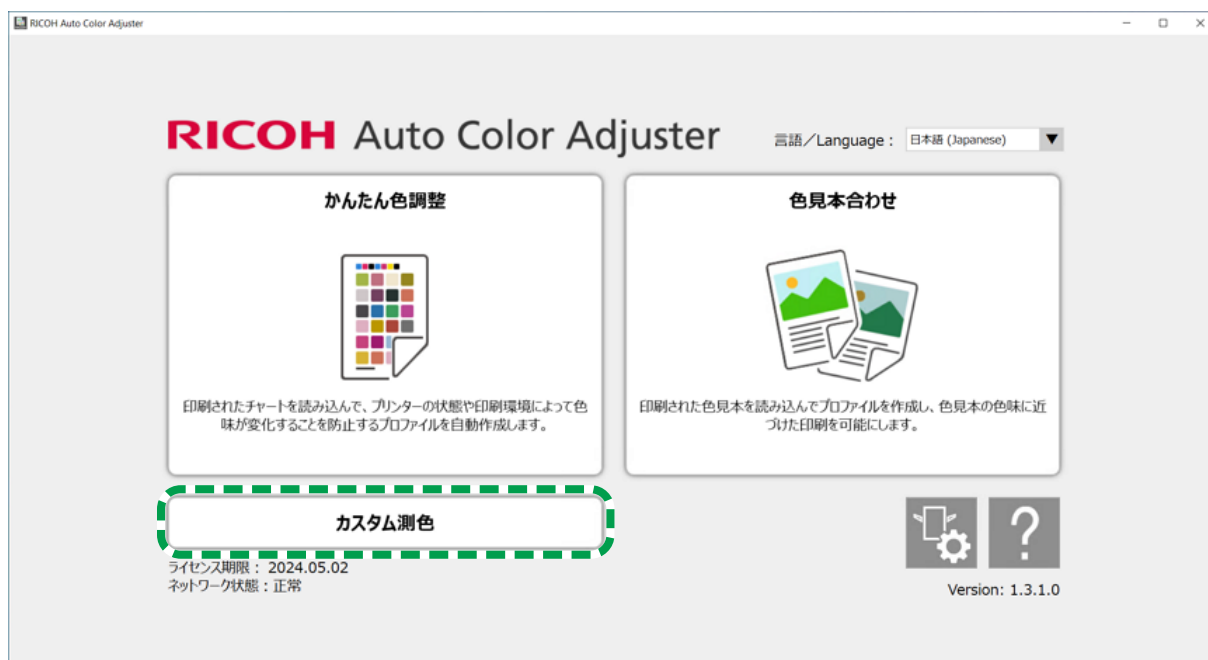 RICOH Auto Color Adjuster
RICOH Auto Color Adjuster
言語／Language : 日本語 (Japanese)
かんたん色調整
印刷されたチャートを読み込んで、プリンターの状態や印刷環境によって色
味が変化することを防止するプロファイルを自動作成します。
色見本合わせ
印刷された色見本を読み込んでプロファイルを作成し、色見本の色味に近
づけた印刷を可能にします。
カスタム測色
?
ライセンス期限 : 2024.05.02
ネットワーク状態 : 正常
Version: 1.3.1.0